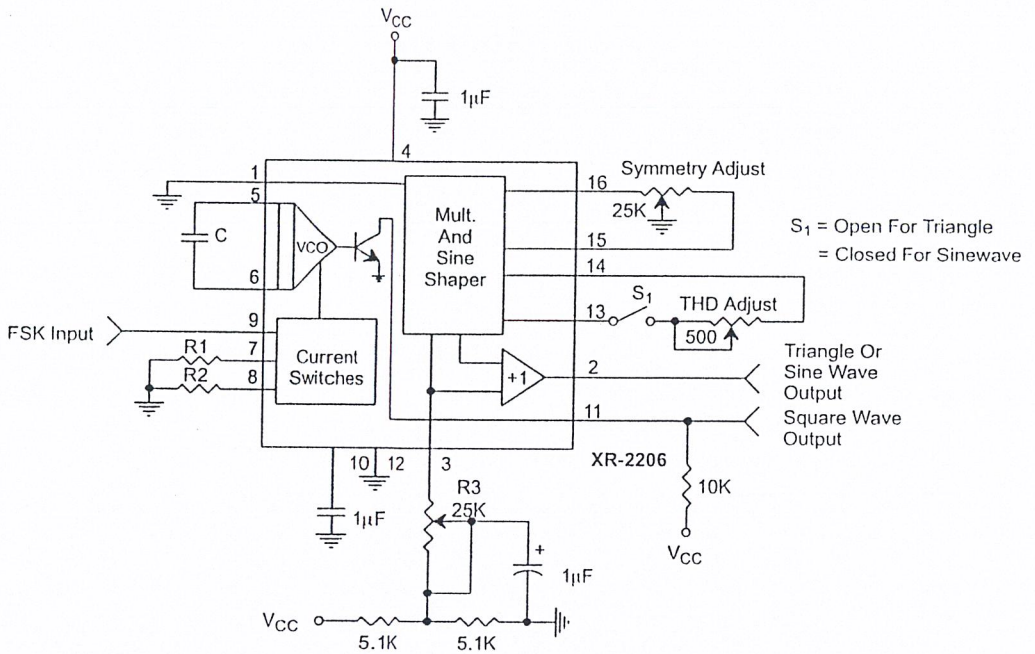 VCC
1µF
4
1
5
C
6
VCO
Mult.
And
Sine
Shaper
16
Symmetry Adjust
25K
15
14
S1 = Open For Triangle
= Closed For Sinewave
13
S1
THD Adjust
500
FSK Input
9
R1
7
R2
8
Current
Switches
+1
2
Triangle Or
Sine Wave
Output
11
Square Wave
Output
XR-2206
10
12
3
1µF
R3
25K
10K
VCC
+
1µF
VCC
5.1K
5.1K